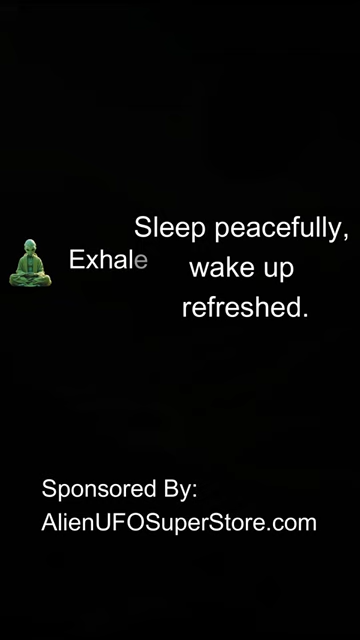 Sleep peacefully,
Exhale
wake up
refreshed.
Sponsored By:
AlienUFOSuperStore.com